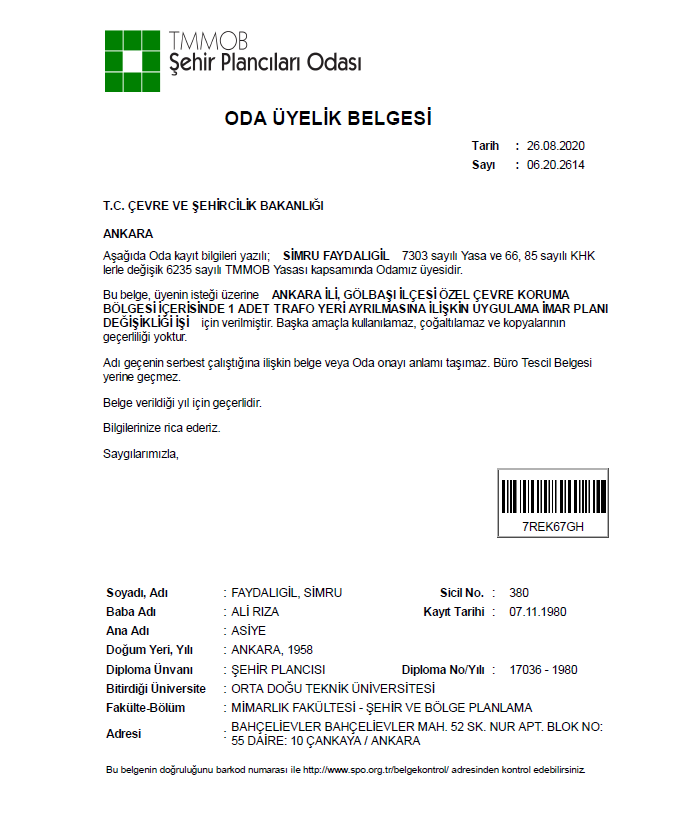 TMMOB
Şehir Plancıları Odası
ODA ÜYELİK BELGESİ
Tarih : 26.08.2020
Sayı : 06.20.2614
T.C. ÇEVRE VE ŞEHİRCİLİK BAKANLIĞI
ANKARA
Aşağıda Oda kayıt bilgileri yazılı; SİMRU FAYDALIGİL 7303 sayılı Yasa ve 66, 85 sayılı KHK
lerle değişik 6235 sayılı TMMOB Yasası kapsamında Odamız üyesidir.
Bu belge, üyenin isteği üzerine ANKARA İLİ, GÖLBAŞI İLÇESİ ÖZEL ÇEVRE KORUMA
BÖLGESİ İÇERİSİNDE 1 ADET TRAFO YERİ AYRILMASINA İLİŞKİN UYGULAMA İMAR PLANI
DEĞİŞİKLİĞİ İŞİ için verilmiştir. Başka amaçla kullanılamaz, çoğaltılamaz ve kopyalarının
geçerliliği yoktur.
Adı geçenin serbest çalıştığına ilişkin belge veya Oda onayı anlamı taşımaz. Büro Tescil Belgesi
yerine geçmez.
Belge verildiği yıl için geçerlidir.
Bilgilerinize rica ederiz.
Saygılarımızla,
7REK67GH
Soyadı, Adı : FAYDALIGİL, SİMRU Sicil No. : 380
Baba Adı : ALİ RIZA Kayıt Tarihi : 07.11.1980
Ana Adı : ASİYE
Doğum Yeri, Yılı : ANKARA, 1958
Diploma Ünvanı : ŞEHİR PLANCISI Diploma No/Yılı : 17036 - 1980
Bitirdiği Üniversite : ORTA DOĞU TEKNİK ÜNİVERSİTESİ
Fakülte-Bölüm : MİMARLIK FAKÜLTESİ - ŞEHİR VE BÖLGE PLANLAMA
Adresi : BAHÇELİEVLER BAHÇELİEVLER MAH. 52 SK. NUR APT. BLOK NO:
55 DAİRE: 10 ÇANKAYA / ANKARA
Bu belgenin doğruluğunu barkod numarası ile http://www.spo.org.tr/belgekontrol/ adresinden kontrol edebilirsiniz.